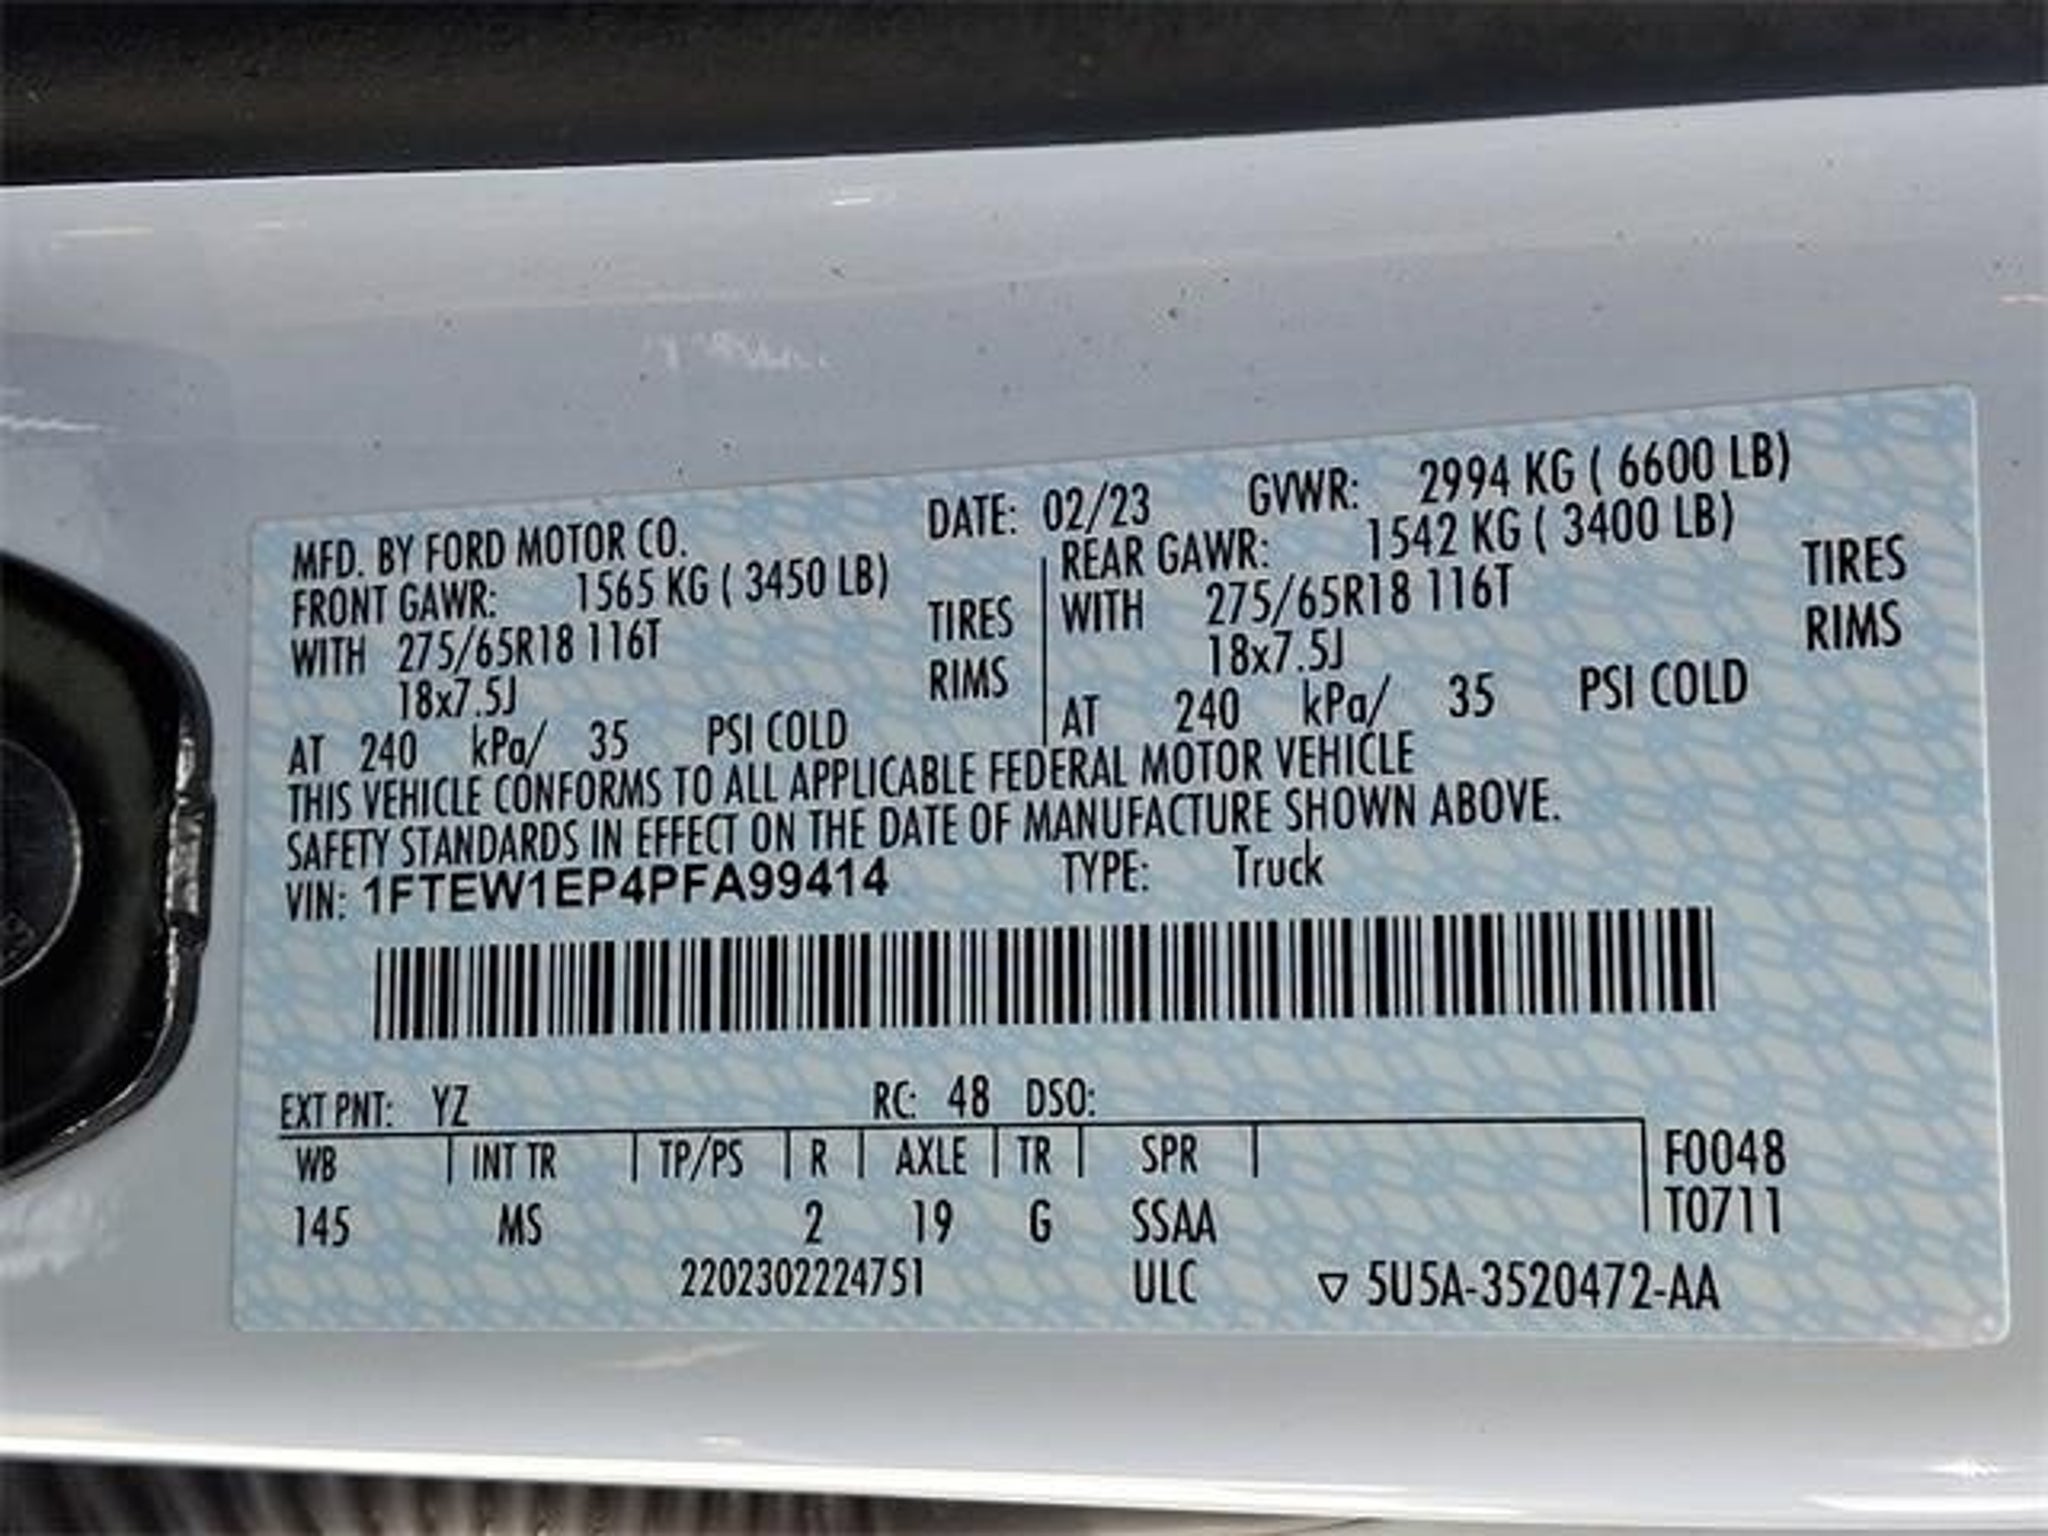 MFD. BY FORD MOTOR CO. DATE: 02/23 GVWR: 2994 KG ( 6600 LB)
FRONT GAWR: 1565 KG ( 3450 LB) REAR GAWR: 1542 KG ( 3400 LB)
WITH 275/65R18 116T TIRES WITH 275/65R18 116T TIRES
18x7.5J RIMS 18x7.5J RIMS
AT 240 kPa/ 35 PSI COLD AT 240 kPa/ 35 PSI COLD
THIS VEHICLE CONFORMS TO ALL APPLICABLE FEDERAL MOTOR VEHICLE
SAFETY STANDARDS IN EFFECT ON THE DATE OF MANUFACTURE SHOWN ABOVE.
VIN: 1FTEW1EP4PFA99414 TYPE: Truck
EXT PNT: YZ RC: 48 DSO:
WB INT TR TP/PS R AXLE TR SPR F0048
145 MS 2 19 G SSAA T0711
2202302224751 ULC ▽ 5U5A-3520472-AA